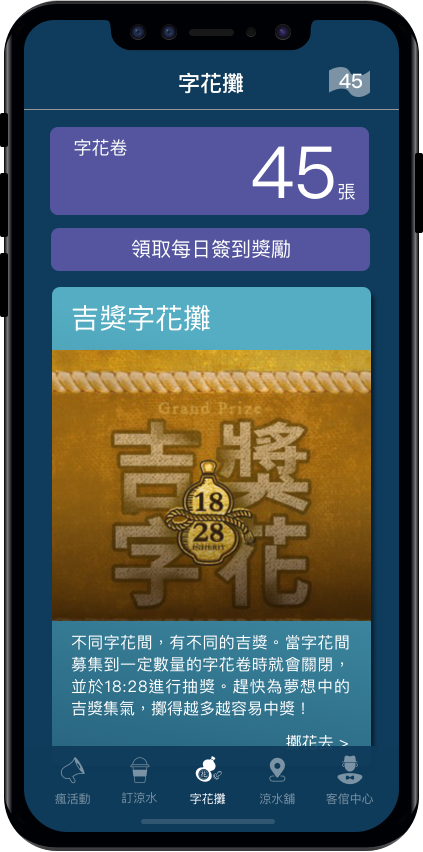 字花攤
45
字花卷
45 張
領取每日簽到獎勵
吉獎字花攤
Grand Prize
吉獎
18
28
字花
不同字花間，有不同的吉獎。當字花間
募集到一定數量的字花卷時就會關閉，
並於18:28進行抽獎。趕快為夢想中的
吉獎集氣，擲得越多越容易中獎！
擲花去 >
瘋活動
訂涼水
字花攤
涼水舖
客倌中心